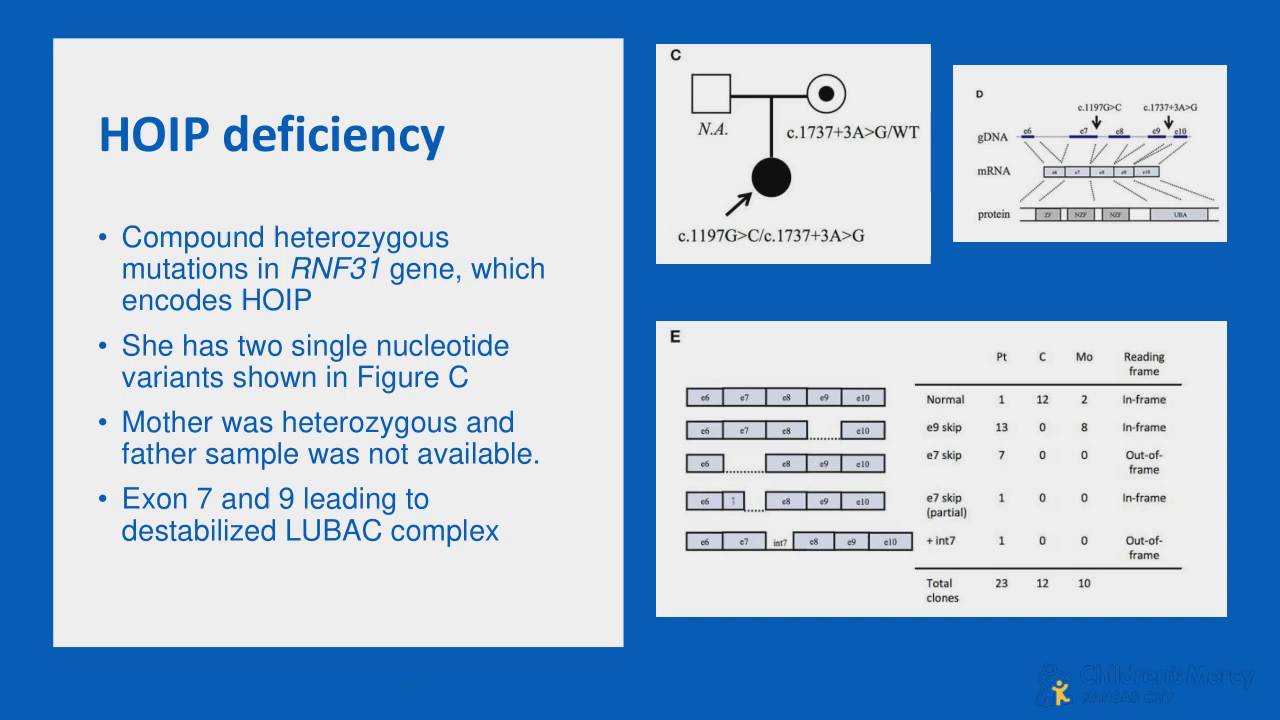 HOIP deficiency
• Compound heterozygous
mutations in RNF31 gene, which
encodes HOIP
• She has two single nucleotide
variants shown in Figure C
• Mother was heterozygous and
father sample was not available.
• Exon 7 and 9 leading to
destabilized LUBAC complex
C
N.A.
c.1737+3A>G/WT
c.1197G>C/c.1737+3A>G
D
c.1197G>C c.1737+3A>G
gDNA e6 e7 e8 e9 e10
mRNA e6 e7 e8 e9 e10
protein ZF NZF NZF UBA
E
Pt C Mo Reading
frame
e6 e7 e8 e9 e10 Normal 1 12 2 In-frame
e6 e7 e8 e10 e9 skip 13 0 8 In-frame
e6 e8 e9 e10 e7 skip 7 0 0 Out-of-
frame
e6 e8 e9 e10 e7 skip 1 0 0 In-frame
(partial)
e6 e7 int7 e8 e9 e10 + int7 1 0 0 Out-of-
frame
Total 23 12 10
clones
Children's Mercy
KANSAS CITY